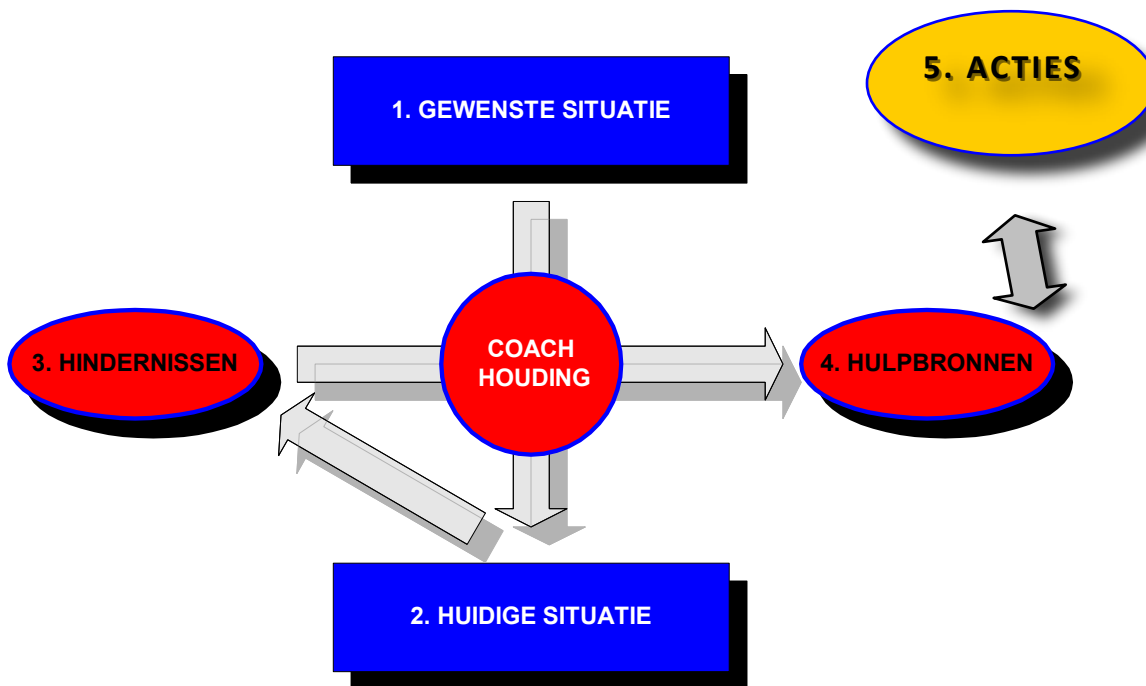 5. ACTIES
1. GEWENSTE SITUATIE
3. HINDERNISSEN
COACH
HOUDING
4. HULPBRONNEN
2. HUIDIGE SITUATIE